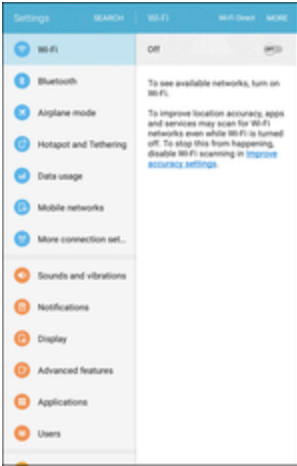 Settings
SEARCH
Wi-Fi
Wi-Fi Direct
MORE
Wi-Fi
Bluetooth
Airplane mode
Hotspot and Tethering
Data usage
Mobile networks
More connection set...
Sounds and vibrations
Notifications
Display
Advanced features
Applications
Users
Off
OFF
To see available networks, turn on
Wi-Fi.
To improve location accuracy, apps
and services may scan for Wi-Fi
networks even while Wi-Fi is turned
off. To stop this from happening,
disable Wi-Fi scanning in Improve
accuracy settings.